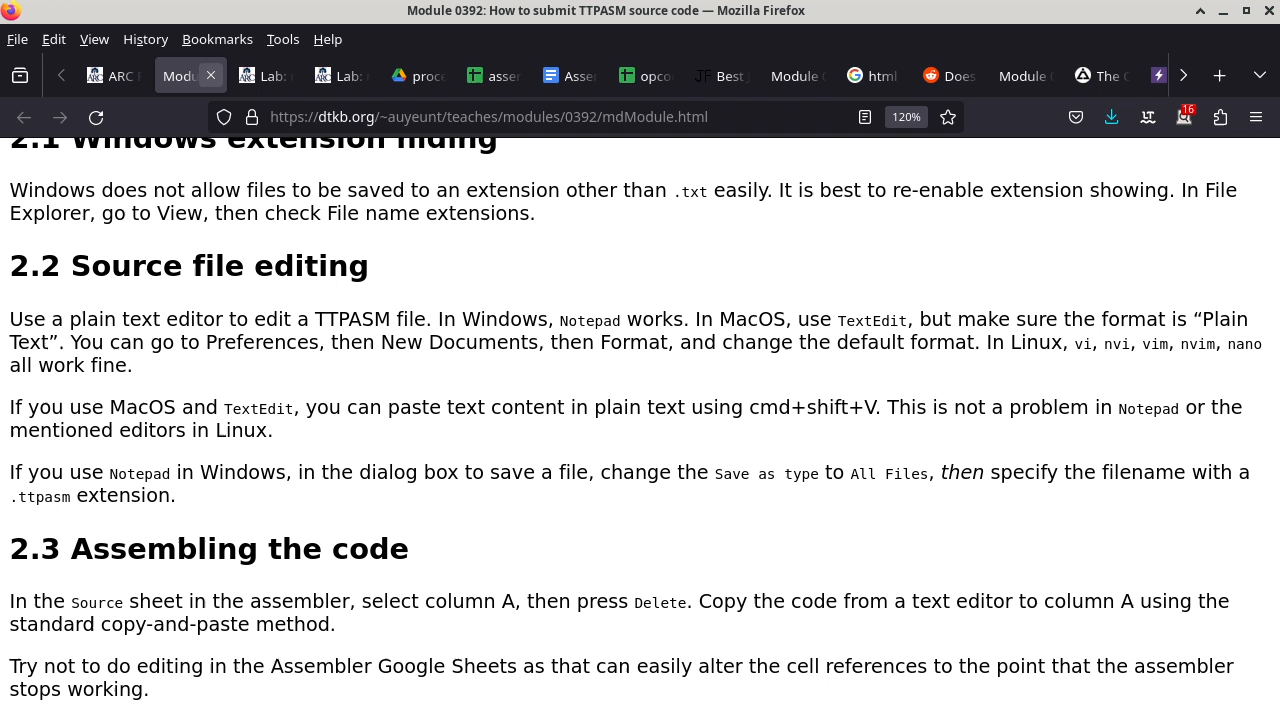 Module 0392: How to submit TTPASM source code — Mozilla Firefox
File Edit View History Bookmarks Tools Help
ARC Modu Lab: Lab: proce asser Asse opco JF Best Module html Does Module The
https://dtkb.org/~auyeunt/teaches/modules/0392/mdModule.html 120% 16
2.1 Windows extension hiding
Windows does not allow files to be saved to an extension other than .txt easily. It is best to re-enable extension showing. In File
Explorer, go to View, then check File name extensions.
2.2 Source file editing
Use a plain text editor to edit a TTPASM file. In Windows, Notepad works. In MacOS, use TextEdit, but make sure the format is “Plain
Text”. You can go to Preferences, then New Documents, then Format, and change the default format. In Linux, vi, nvi, vim, nvim, nano
all work fine.
If you use MacOS and TextEdit, you can paste text content in plain text using cmd+shift+V. This is not a problem in Notepad or the
mentioned editors in Linux.
If you use Notepad in Windows, in the dialog box to save a file, change the Save as type to All Files, then specify the filename with a
.ttpasm extension.
2.3 Assembling the code
In the Source sheet in the assembler, select column A, then press Delete. Copy the code from a text editor to column A using the
standard copy-and-paste method.
Try not to do editing in the Assembler Google Sheets as that can easily alter the cell references to the point that the assembler
stops working.